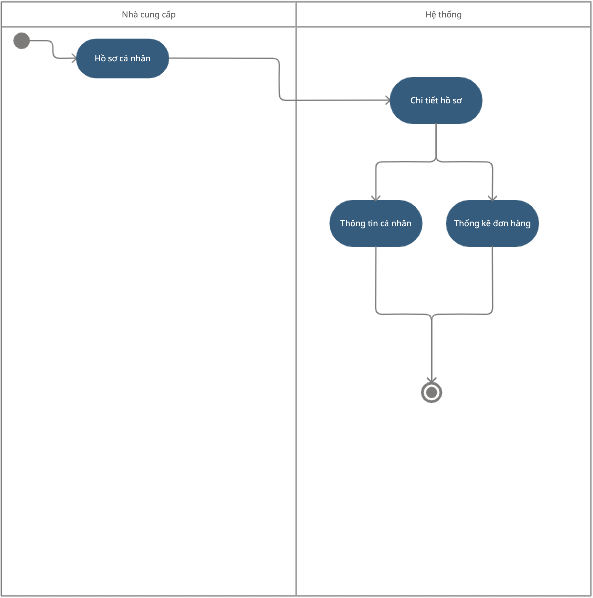 Nhà cung cấp
Hệ thống
Hồ sơ cá nhân
Chi tiết hồ sơ
Thông tin cá nhân
Thống kê đơn hàng